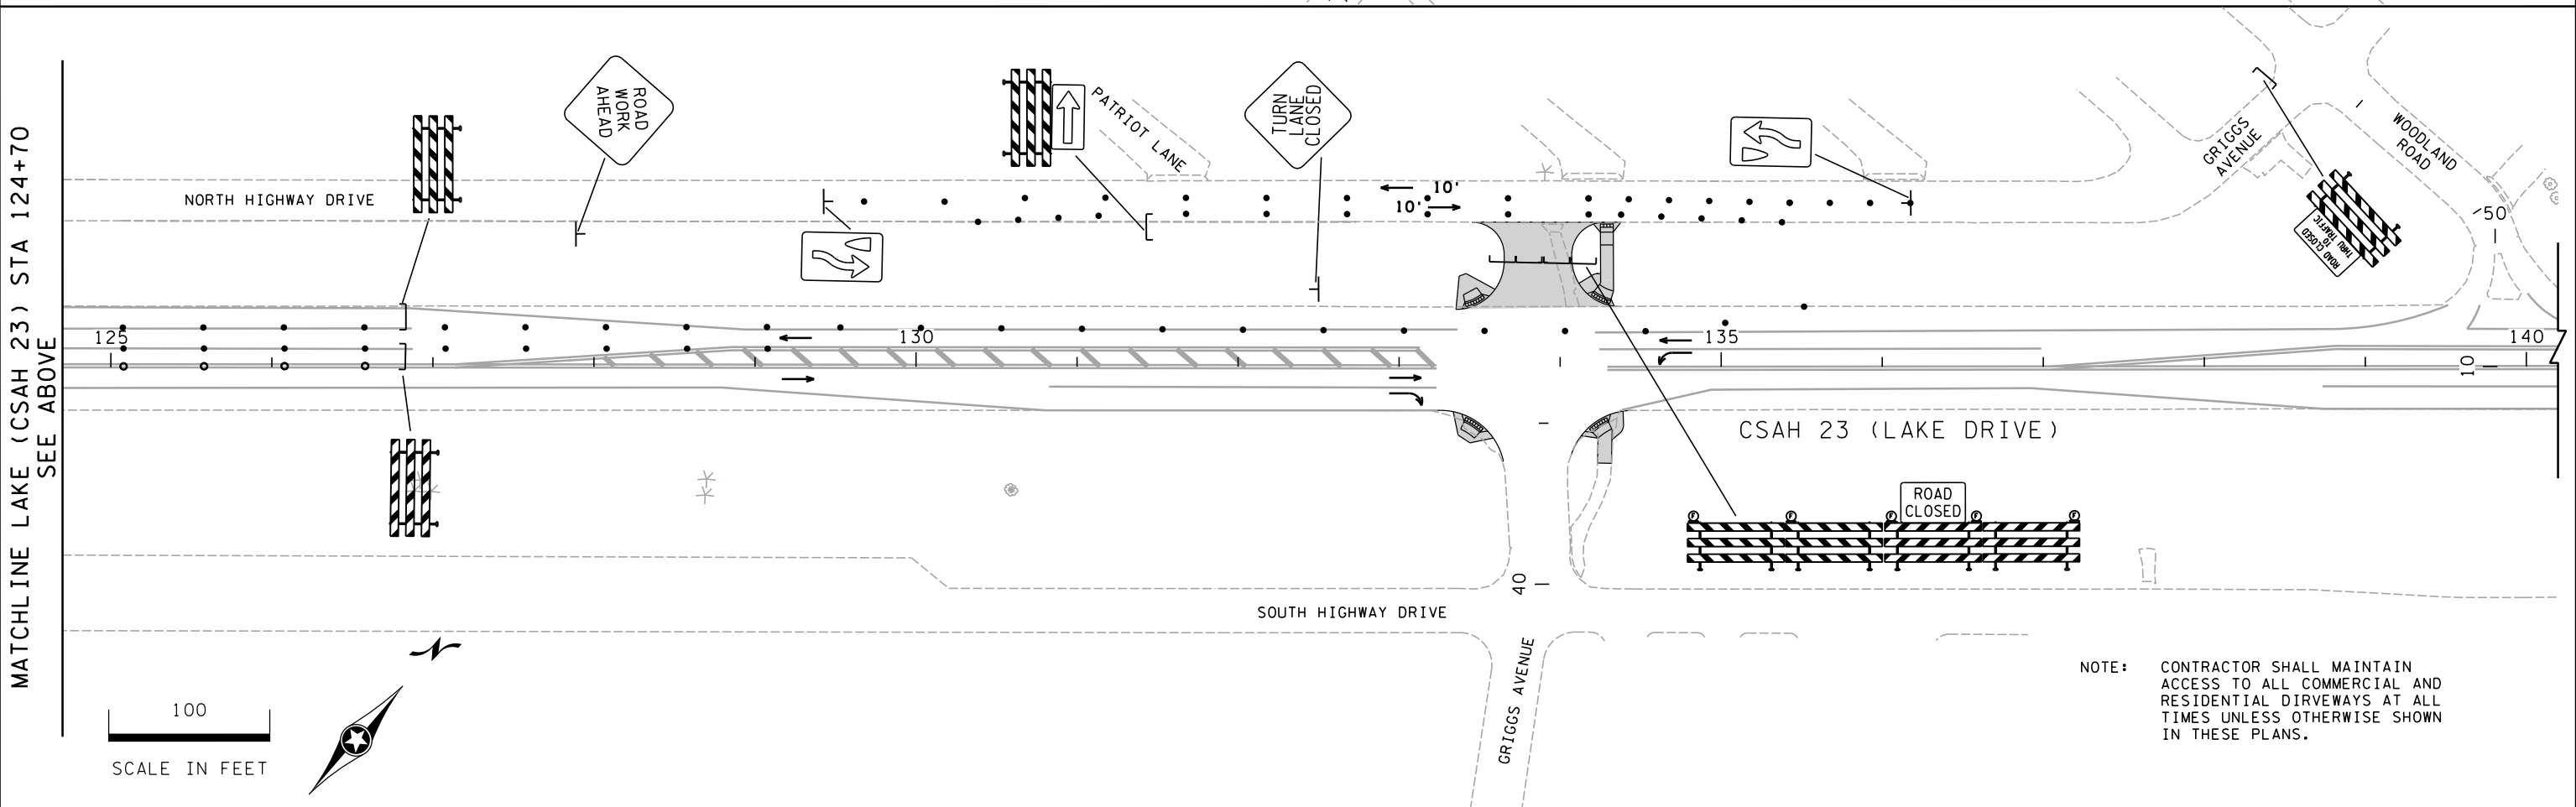 MATCHLINE LAKE (CSAH 23) STA 124+70
SEE ABOVE
NORTH HIGHWAY DRIVE
ROAD
WORK
AHEAD
PATRIOT LANE
TURN
LANE
CLOSED
10'
10'
GRIGGS
AVENUE
WOODLAND
ROAD
ROAD
CLOSED
TO
THRU TRAFFIC
50
125
130
135
140
10
CSAH 23 (LAKE DRIVE)
ROAD
CLOSED
F
F
F
F
F
40
SOUTH HIGHWAY DRIVE
GRIGGS AVENUE
N
100
SCALE IN FEET
NOTE: CONTRACTOR SHALL MAINTAIN
ACCESS TO ALL COMMERCIAL AND
RESIDENTIAL DIRVEWAYS AT ALL
TIMES UNLESS OTHERWISE SHOWN
IN THESE PLANS.